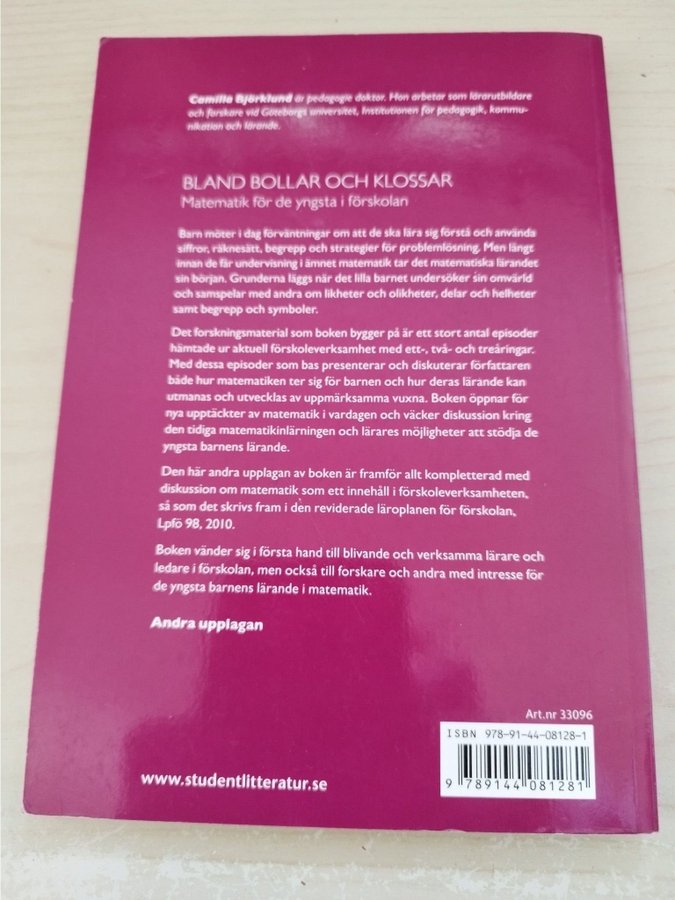 Camilla Björklund är pedagogie doktor. Hon arbetar som lärarutbildare
och forskare vid Göteborgs universitet, Institutionen för pedagogik, kommu-
nikation och lärande.
BLAND BOLLAR OCH KLOSSAR
Matematik för de yngsta i förskolan
Barn möter i dag förväntningar om att de ska lära sig förstå och använda
siffror, räknesätt, begrepp och strategier för problemlösning. Men långt
innan de får undervisning i ämnet matematik tar det matematiska lärandet
sin början. Grunderna läggs när det lilla barnet undersöker sin omvärld
och samspelar med andra om likheter och olikheter, delar och helheter
samt begrepp och symboler.
Det forskningsmaterial som boken bygger på är ett stort antal episoder
hämtade ur aktuell förskoleverksamhet med ett-, två- och treåringar.
Med dessa episoder som bas presenterar och diskuterar författaren
både hur matematiken ter sig för barnen och hur deras lärande kan
utmanas och utvecklas av uppmärksamma vuxna. Boken öppnar för
nya upptäckter av matematik i vardagen och väcker diskussion kring
den tidiga matematikinlärningen och lärares möjligheter att stödja de
yngsta barnens lärande.
Den här andra upplagan av boken är framför allt kompletterad med
diskussion om matematik som ett innehåll i förskoleverksamheten,
så som det skrivs fram i den reviderade läroplanen för förskolan,
Lpfö 98, 2010.
Boken vänder sig i första hand till blivande och verksamma lärare och
ledare i förskolan, men också till forskare och andra med intresse för
de yngsta barnens lärande i matematik.
Andra upplagan
Art.nr 33096
ISBN 978-91-44-08128-1
www.studentlitteratur.se
9 789144 081281